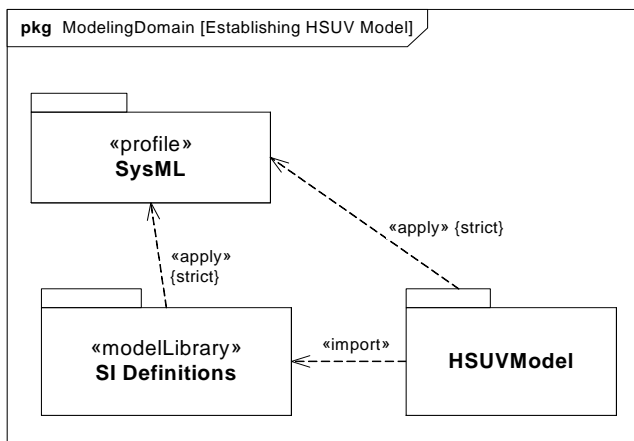 pkg ModelingDomain [Establishing HSUV Model]
«profile»
SysML
«apply» {strict}
«apply»
{strict}
«modelLibrary»
SI Definitions
«import»
HSUVModel